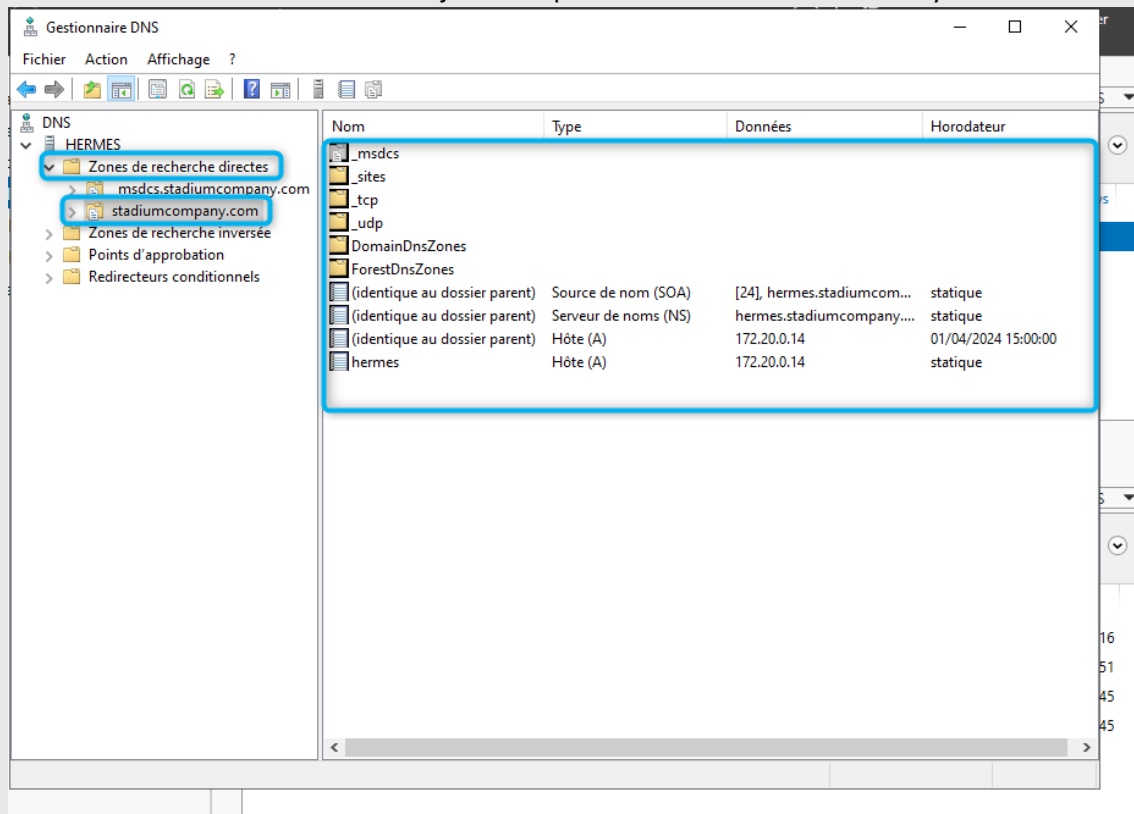 Gestionnaire DNS
Fichier Action Affichage ?
DNS
HERMES
Zones de recherche directes
_msdcs.stadiumcompany.com
stadiumcompany.com
Zones de recherche inversée
Points d'approbation
Redirecteurs conditionnels
Nom Type Données Horodateur
_msdcs
_sites
_tcp
_udp
DomainDnsZones
ForestDnsZones
(identique au dossier parent) Source de nom (SOA) [24], hermes.stadiumcom... statique
(identique au dossier parent) Serveur de noms (NS) hermes.stadiumcompany.... statique
(identique au dossier parent) Hôte (A) 172.20.0.14 01/04/2024 15:00:00
hermes Hôte (A) 172.20.0.14 statique
16
51
45
45